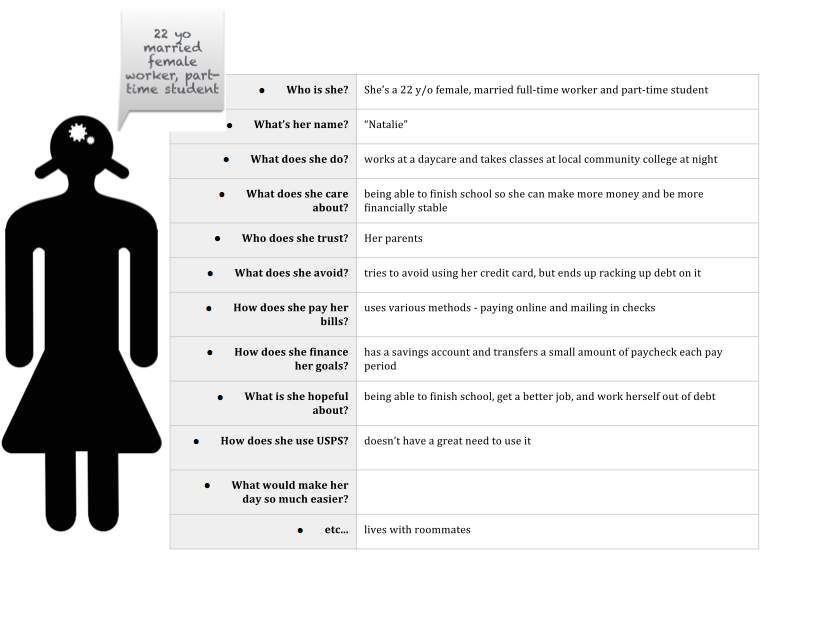 22 yo
married
female
worker, part-
time student
● Who is she? She's a 22 y/o female, married full-time worker and part-time student
● What's her name? “Natalie”
● What does she do? works at a daycare and takes classes at local community college at night
● What does she care about? being able to finish school so she can make more money and be more
financially stable
● Who does she trust? Her parents
● What does she avoid? tries to avoid using her credit card, but ends up racking up debt on it
● How does she pay her
bills? uses various methods - paying online and mailing in checks
● How does she finance
her goals? has a savings account and transfers a small amount of paycheck each pay
period
● What is she hopeful
about? being able to finish school, get a better job, and work herself out of debt
● How does she use USPS? doesn't have a great need to use it
● What would make her
day so much easier?
● etc... lives with roommates